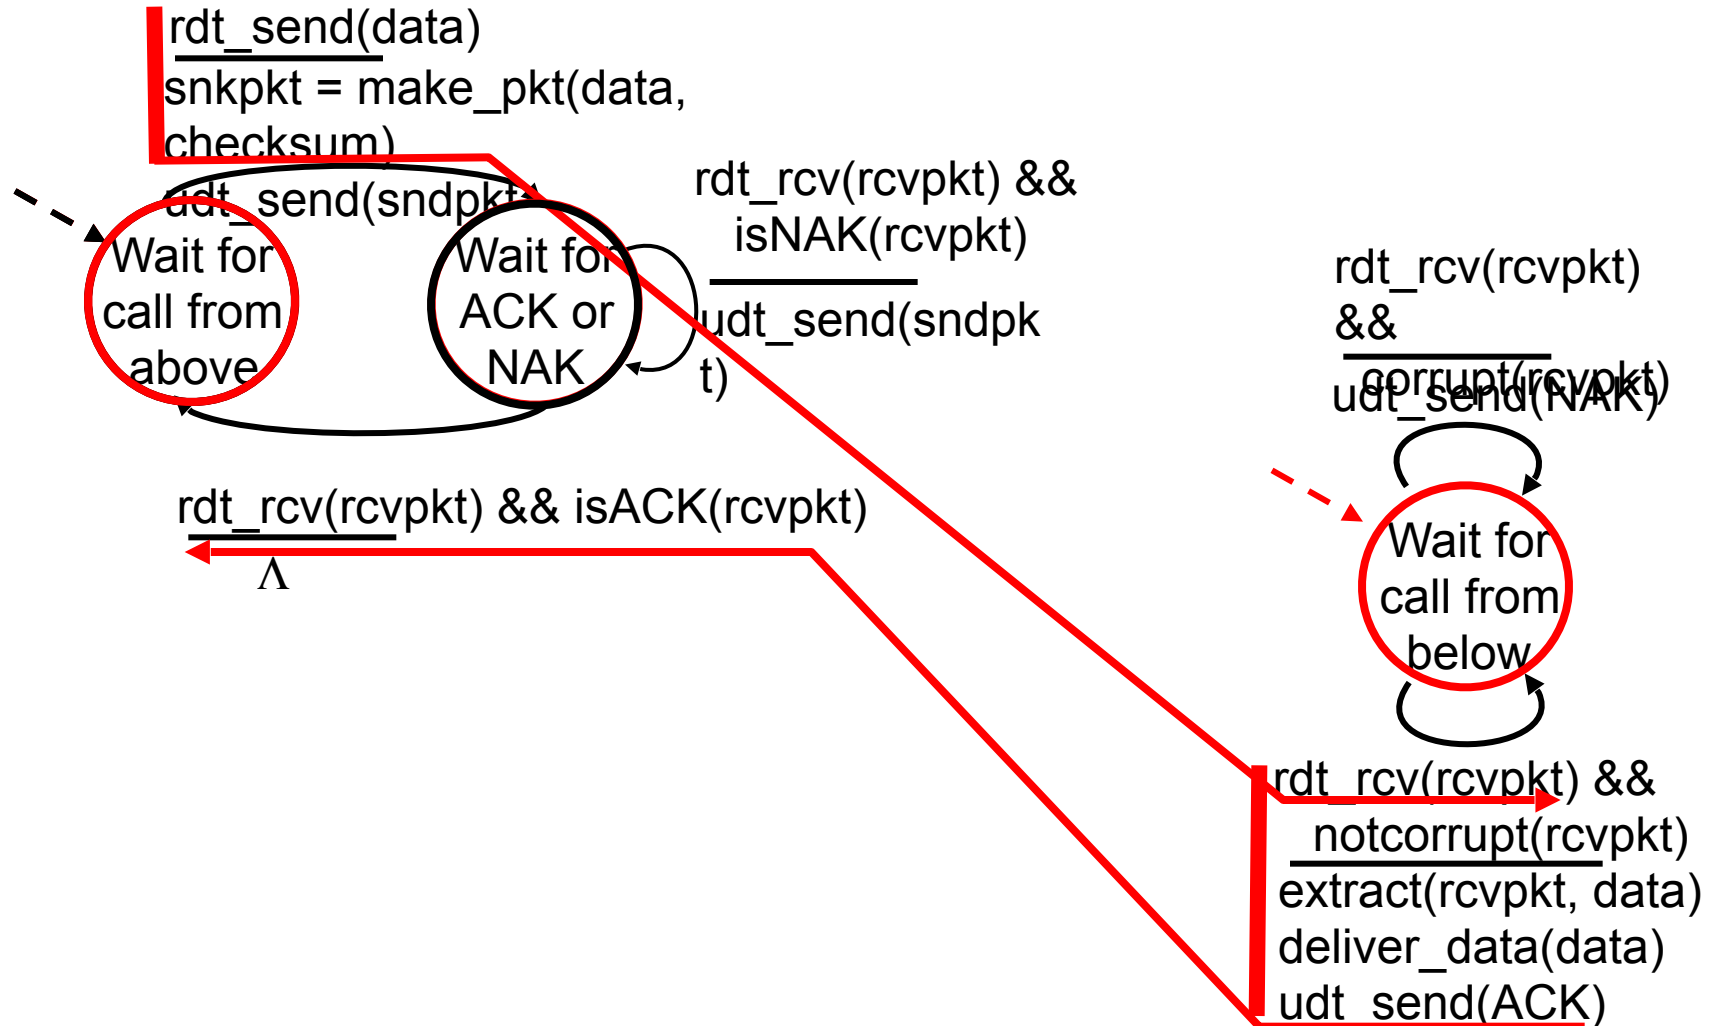 rdt_send(data)
snkpkt = make_pkt(data,
checksum)
udt_send(sndpkt
Wait for
call from
above
Wait for
ACK or
NAK
rdt_rcv(rcvpkt) &&
isNAK(rcvpkt)
udt_send(sndpk
t)
rdt_rcv(rcvpkt) && isACK(rcvpkt)
Λ
rdt_rcv(rcvpkt)
&&
corrupt(rcvpkt)
udt_send(NAK)
Wait for
call from
below
rdt_rcv(rcvpkt) &&
notcorrupt(rcvpkt)
extract(rcvpkt, data)
deliver_data(data)
udt_send(ACK)